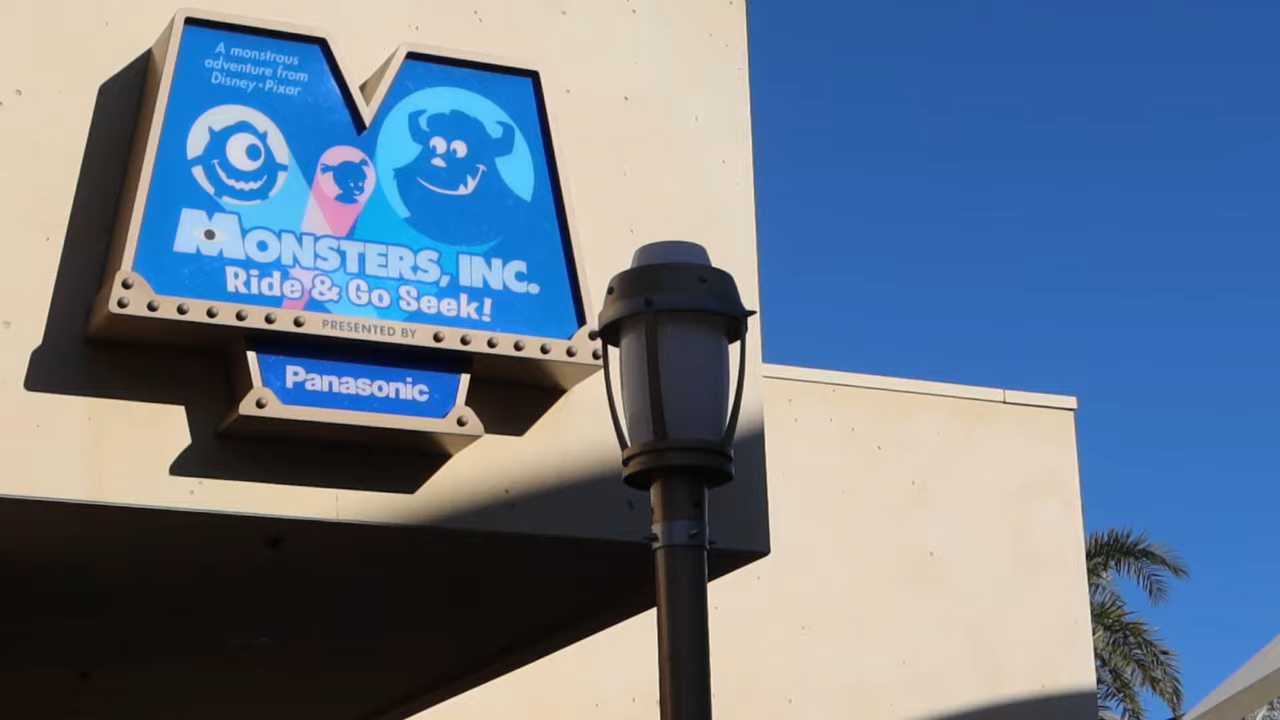 A monstrous
adventure from
Disney•Pixar
MONSTERS, INC.
Ride & Go Seek!
PRESENTED BY
Panasonic